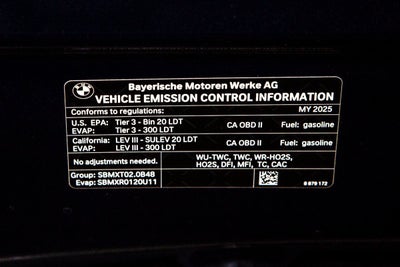 BMW
Bayerische Motoren Werke AG
VEHICLE EMISSION CONTROL INFORMATION
Conforms to regulations: MY 2025
U.S. EPA: Tier 3 - Bin 20 LDT CA OBD II Fuel: gasoline
EVAP: Tier 3 - 300 LDT
California: LEV III - SULEV 20 LDT CA OBD II Fuel: gasoline
EVAP: LEV III - 300 LDT
No adjustments needed. WU-TWC, TWC, WR-HO2S,
HO2S, DFI, MFI, TC, CAC
Group: SBMXT02.0B48
Evap: SBMXR0120U11 8 879 172